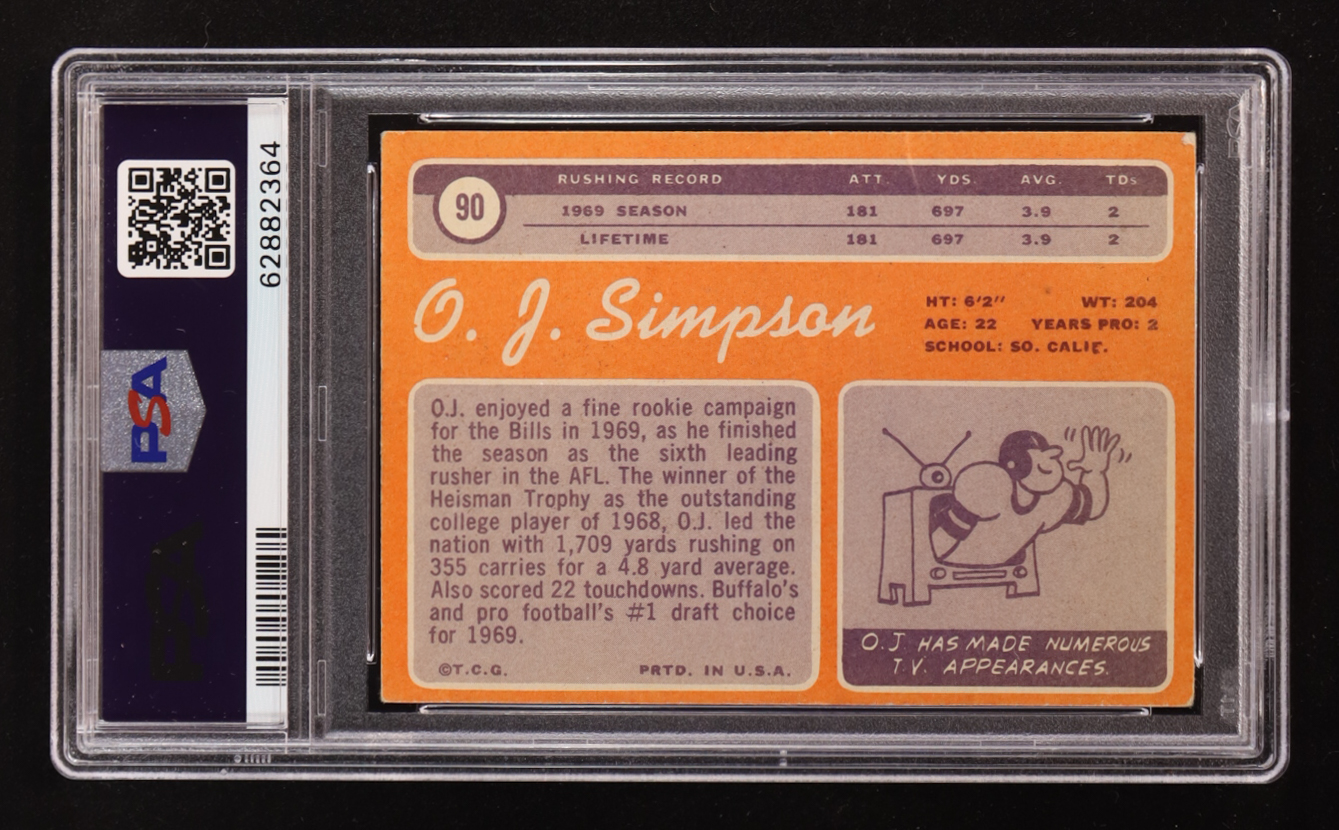 62882364
PSA
90
RUSHING RECORD ATT. YDS. AVG. TDs
1969 SEASON 181 697 3.9 2
LIFETIME 181 697 3.9 2
O. J. Simpson
HT: 6'2" WT: 204
AGE: 22 YEARS PRO: 2
SCHOOL: SO. CALIF.
O.J. enjoyed a fine rookie campaign
for the Bills in 1969, as he finished
the season as the sixth leading
rusher in the AFL. The winner of the
Heisman Trophy as the outstanding
college player of 1968, O.J. led the
nation with 1,709 yards rushing on
355 carries for a 4.8 yard average.
Also scored 22 touchdowns. Buffalo's
and pro football's #1 draft choice
for 1969.
©T.C.G. PRTD. IN U.S.A.
O.J HAS MADE NUMEROUS
T.V. APPEARANCES.